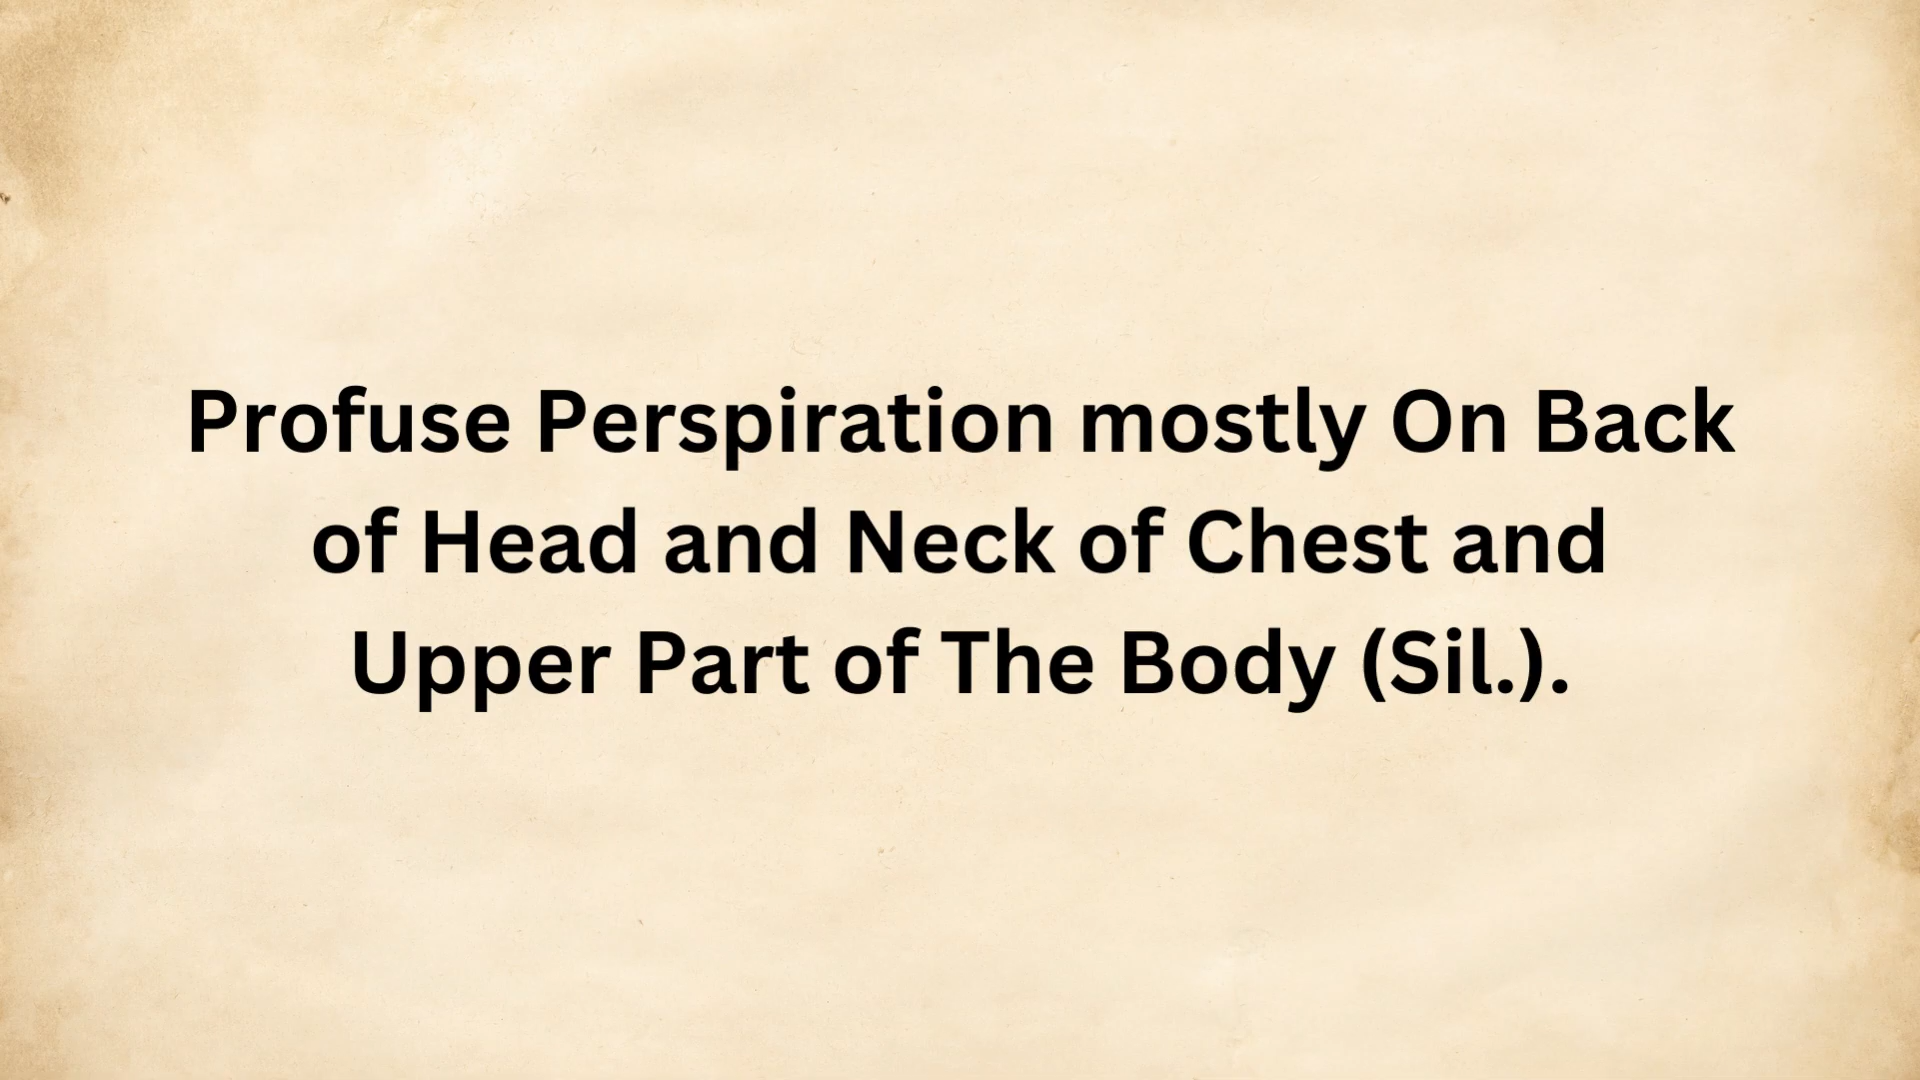 Profuse Perspiration mostly On Back
of Head and Neck of Chest and
Upper Part of The Body (Sil.).